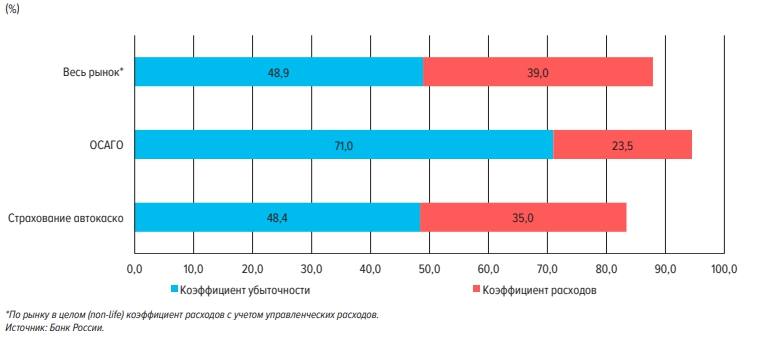 (%)
Весь рынок*
48,9
39,0
ОСАГО
71,0
23,5
Страхование автокаско
48,4
35,0
0,0 10,0 20,0 30,0 40,0 50,0 60,0 70,0 80,0 90,0 100,0
Коэффициент убыточности Коэффициент расходов
*По рынку в целом (non-life) коэффициент расходов с учетом управленческих расходов.
Источник: Банк России.